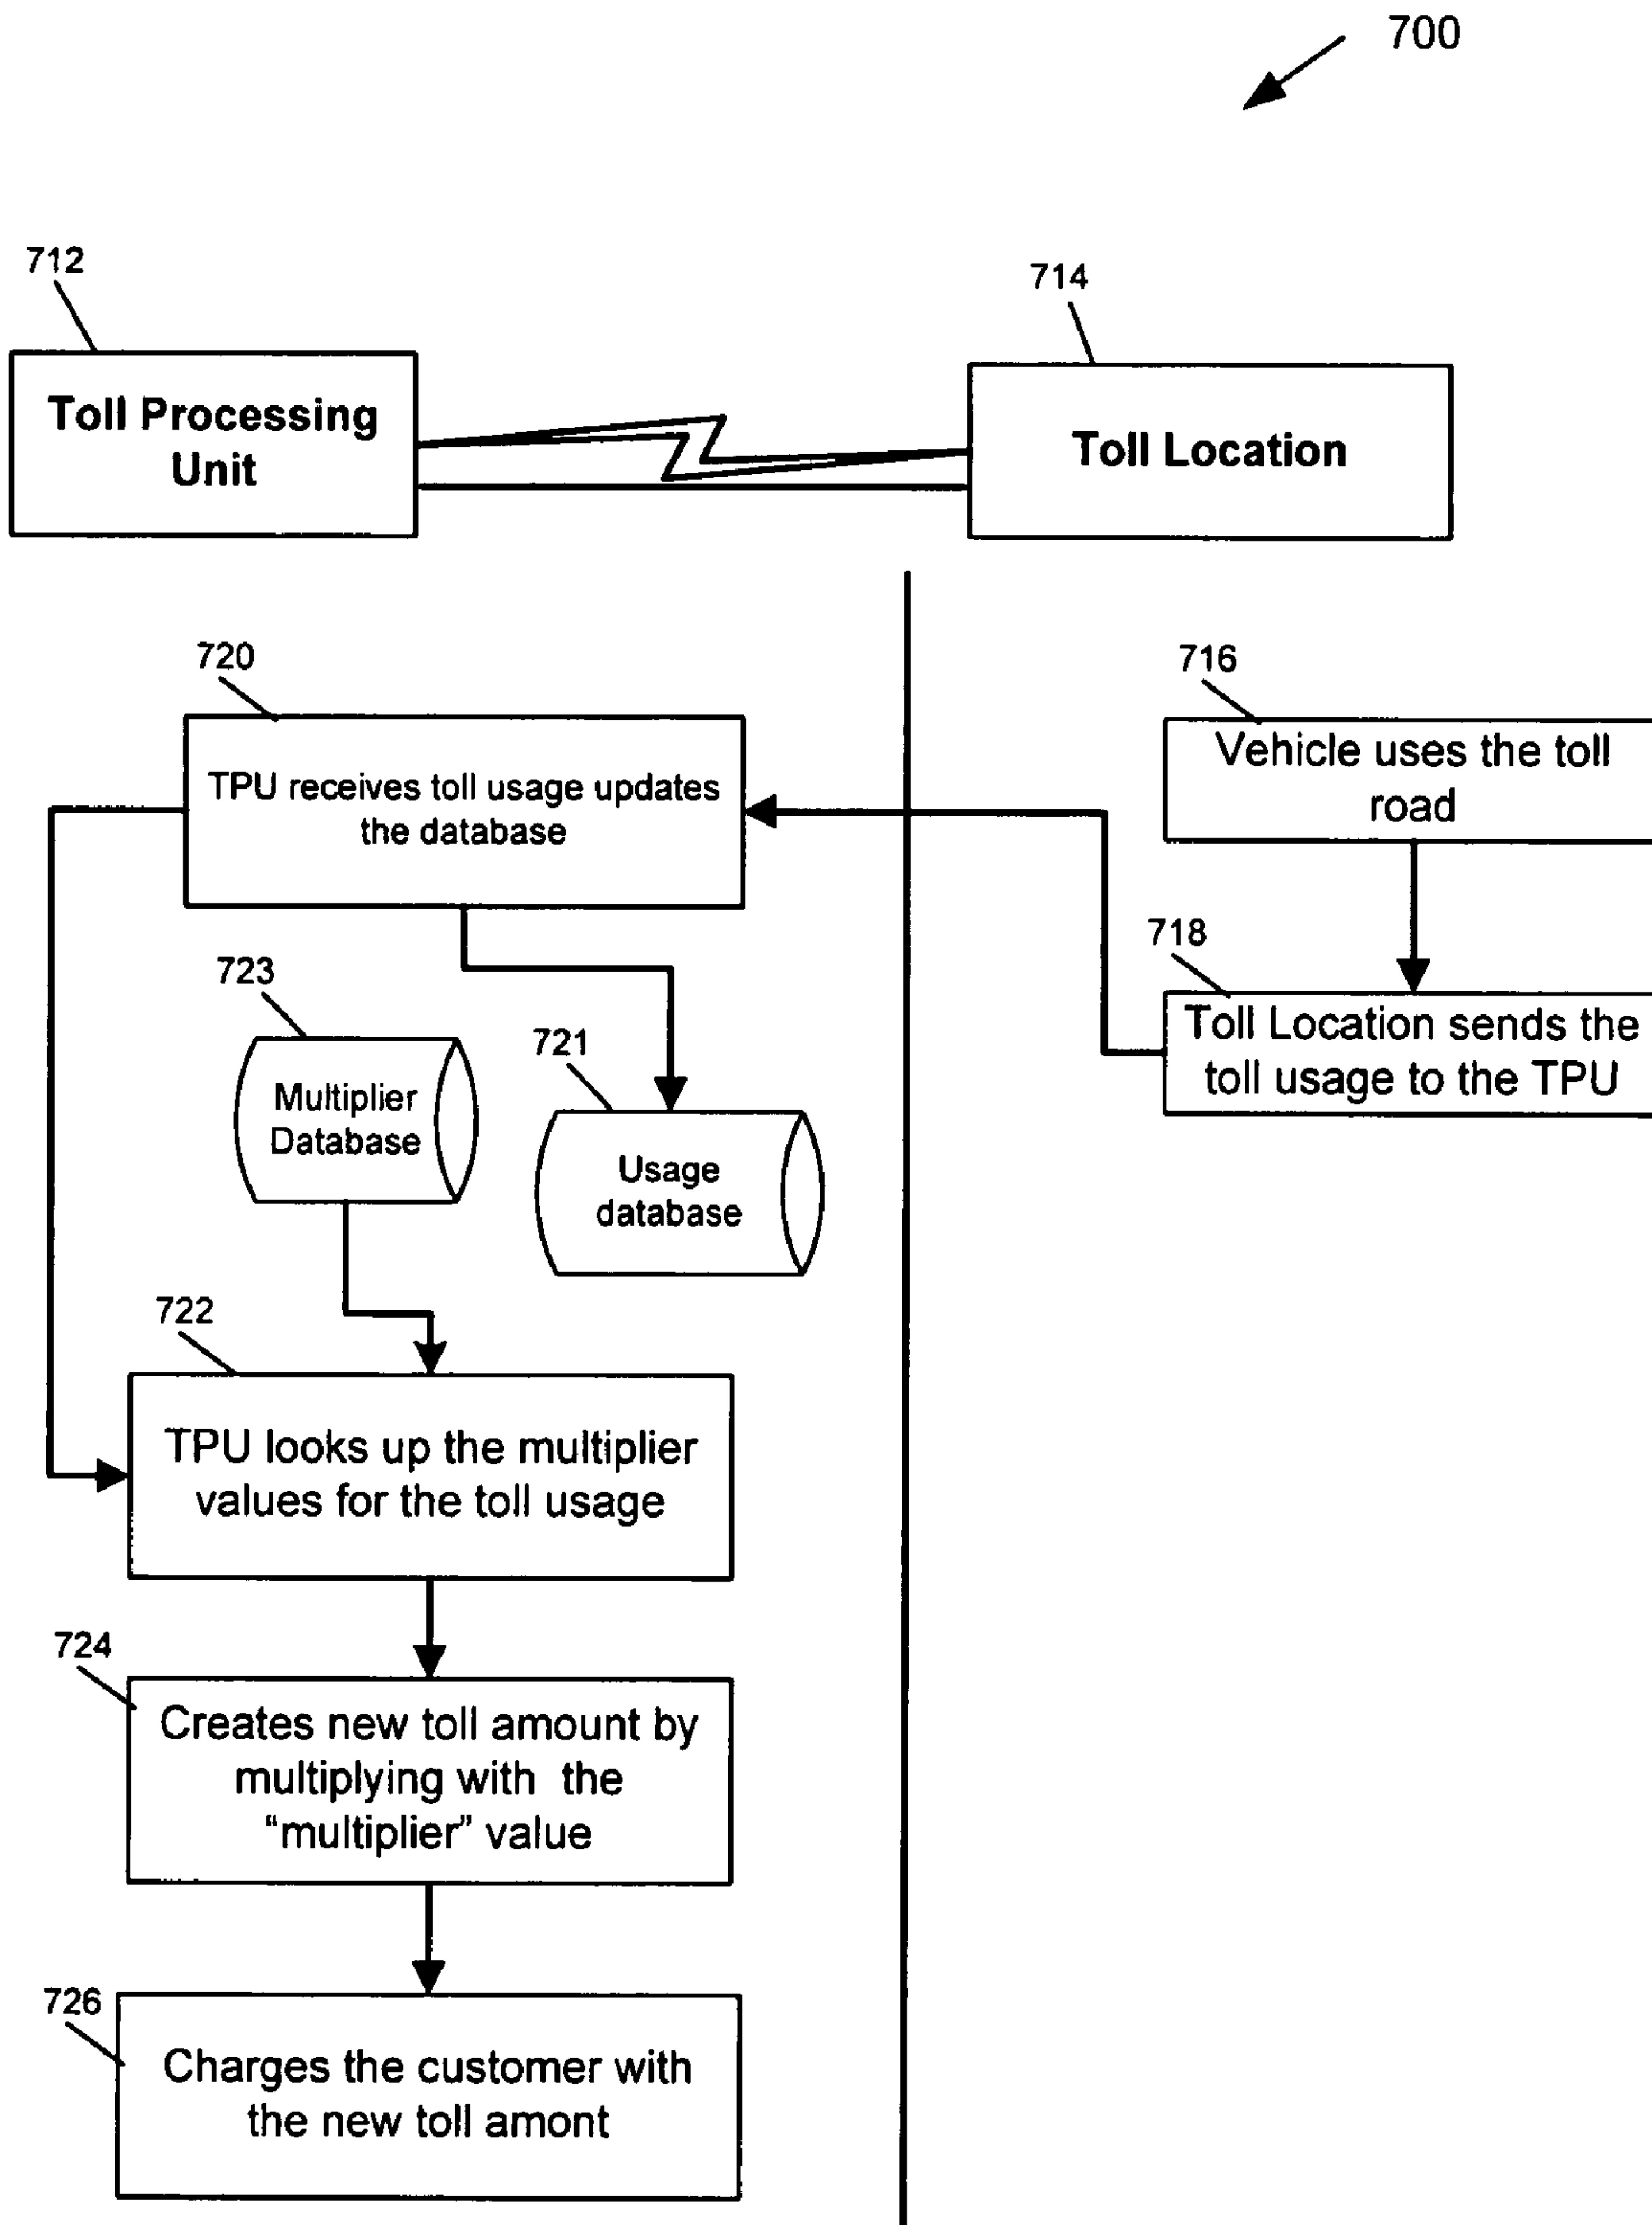 700
712
714
Toll Processing
Unit
Toll Location
720
716
TPU receives toll usage updates
the database
Vehicle uses the toll
road
718
Toll Location sends the
toll usage to the TPU
723
Multiplier
Database
721
Usage
database
722
TPU looks up the multiplier
values for the toll usage
724
Creates new toll amount by
multiplying with the
“multiplier” value
726
Charges the customer with
the new toll amont